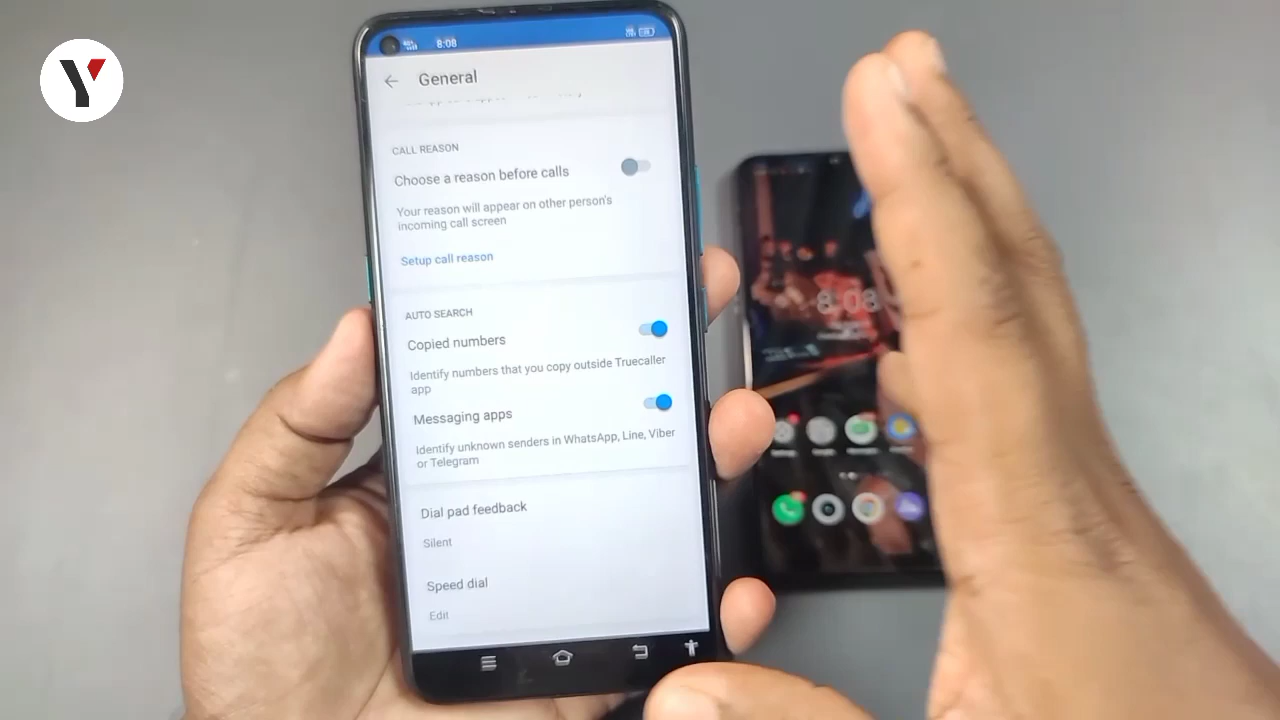 Y
8:08
General
CALL REASON
Choose a reason before calls
Your reason will appear on other person's
incoming call screen
Setup call reason
AUTO SEARCH
Copied numbers
Identify numbers that you copy outside Truecaller
app
Messaging apps
Identify unknown senders in WhatsApp, Line, Viber
or Telegram
Dial pad feedback
Silent
Speed dial
Edit
8:08